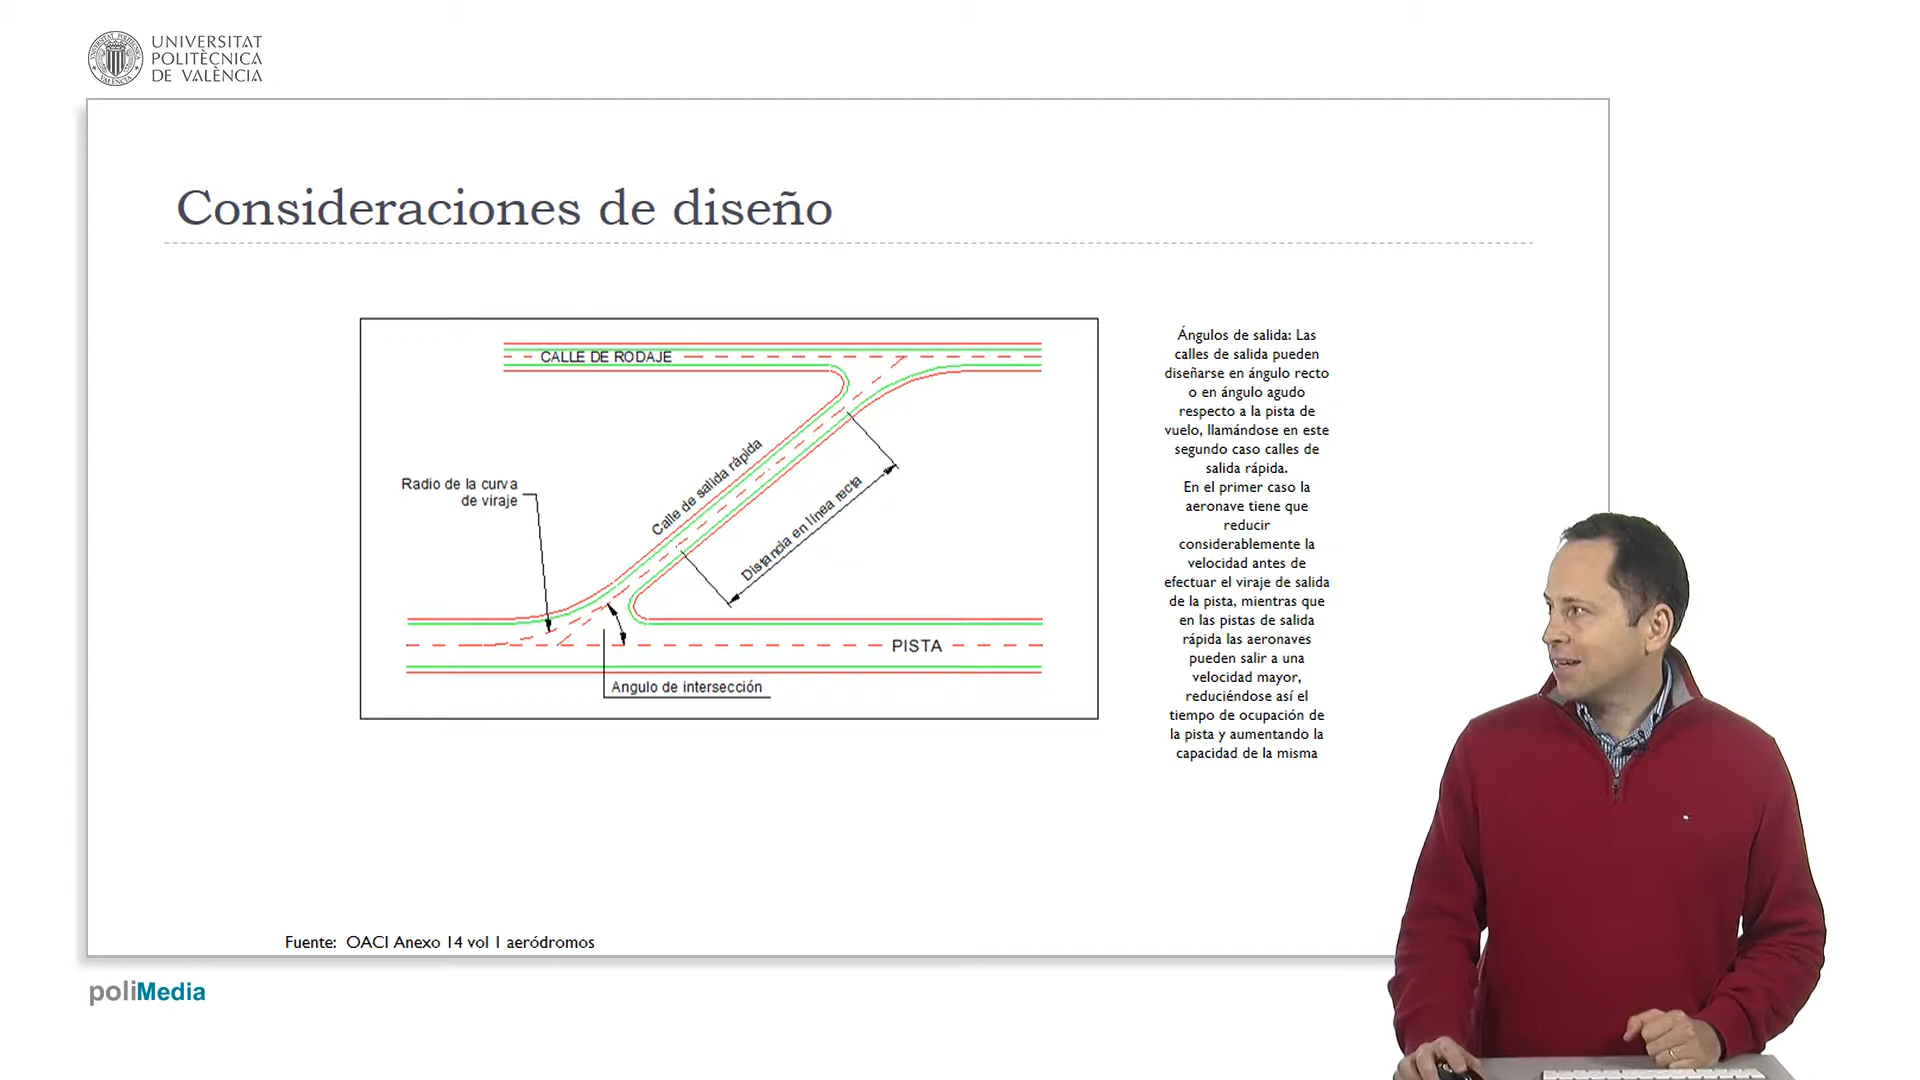 UNIVERSITAT
POLITÈCNICA
DE VALÈNCIA
Consideraciones de diseño
CALLE DE RODAJE
Calle de salida rápida
Radio de la curva
de viraje
Distancia en línea recta
PISTA
Angulo de intersección
Ángulos de salida: Las
calles de salida pueden
diseñarse en ángulo recto
o en ángulo agudo
respecto a la pista de
vuelo, llamándose en este
segundo caso calles de
salida rápida.
En el primer caso la
aeronave tiene que
reducir
considerablemente la
velocidad antes de
efectuar el viraje de salida
de la pista, mientras que
en las pistas de salida
rápida las aeronaves
pueden salir a una
velocidad mayor,
reduciéndose así el
tiempo de ocupación de
la pista y aumentando la
capacidad de la misma
Fuente: OACI Anexo 14 vol 1 aeródromos
poliMedia